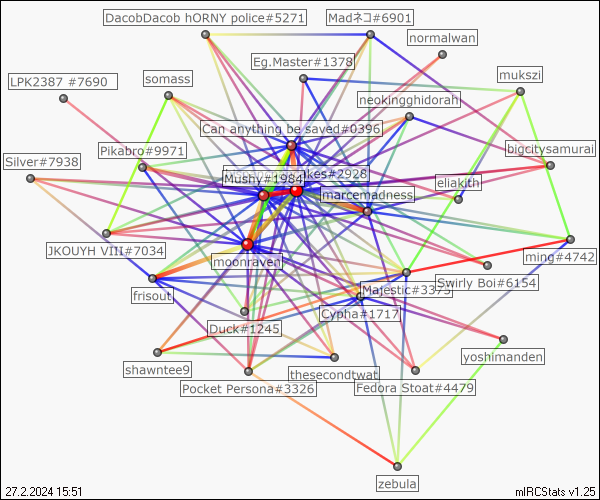 DacobDacob hORNY police#5271
Madネコ#6901
normalwan
Eg.Master#1378
LPK2387 #7690
somass
mukszi
neokingghidorah
Can anything be saved#0396
Pikabro#9971
bigcitysamurai
Silver#7938
Mushy#1984
kes#2928
eliakith
marcemadness
JKOUYH VIII#7034
moonraven
ming#4742
Swirly Boi#6154
frisout
Majestic#3373
Cypha#1717
Duck#1245
yoshimanden
shawntee9
thesecondtwat
Pocket Persona#3326
Fedora Stoat#4479
zebula
27.2.2024 15:51
mIRCStats v1.25